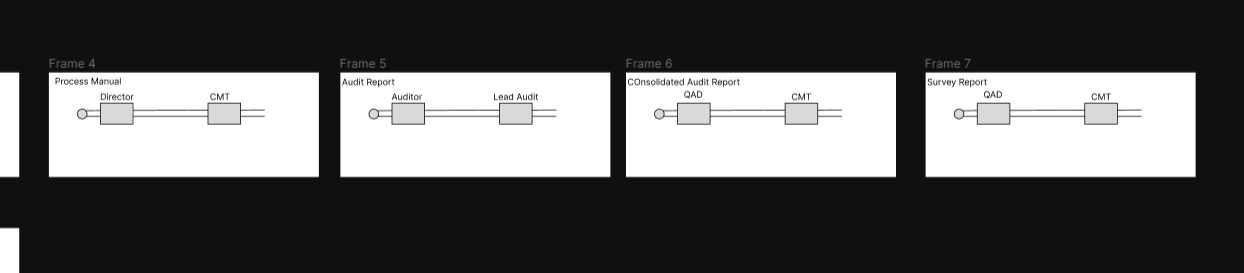 Frame 4
Process Manual
Director
CMT
Frame 5
Audit Report
Auditor
Lead Audit
Frame 6
COnsolidated Audit Report
QAD
CMT
Frame 7
Survey Report
QAD
CMT